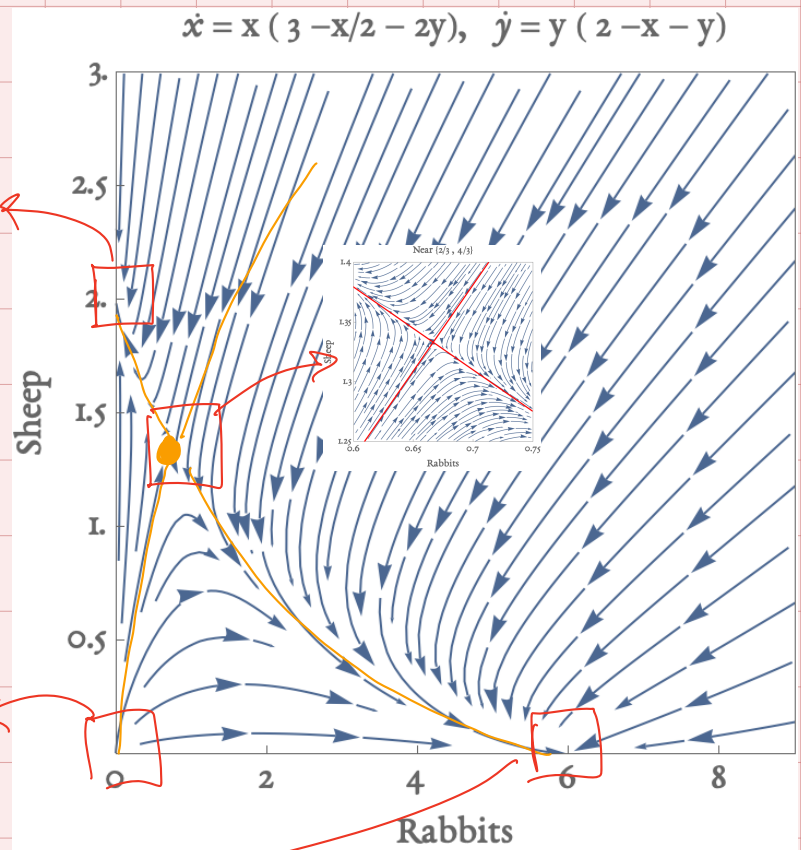 ẋ = x ( 3 –x/2 – 2y), ẏ = y ( 2 –x – y)
3.
2.5
2.
1.5
1.
0.5
Sheep
0 2 4 6 8
Rabbits
Near {2/3 , 4/3}
1.4
1.35
1.3
1.25
Sheep
0.6 0.65 0.7 0.75
Rabbits